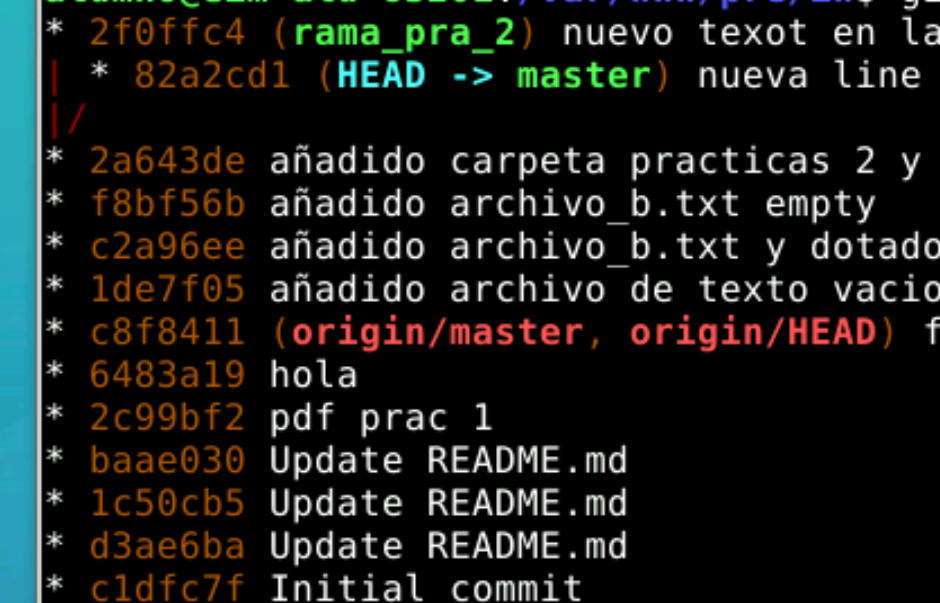 * 2f0ffc4 (rama_pra_2) nuevo texot en la
| * 82a2cd1 (HEAD -> master) nueva line
|/
* 2a643de añadido carpeta practicas 2 y
* f8bf56b añadido archivo_b.txt empty
* c2a96ee añadido archivo_b.txt y dotado
* 1de7f05 añadido archivo de texto vacio
* c8f8411 (origin/master, origin/HEAD) f
* 6483a19 hola
* 2c99bf2 pdf prac 1
* baae030 Update README.md
* 1c50cb5 Update README.md
* d3ae6ba Update README.md
* c1dfc7f Initial commit